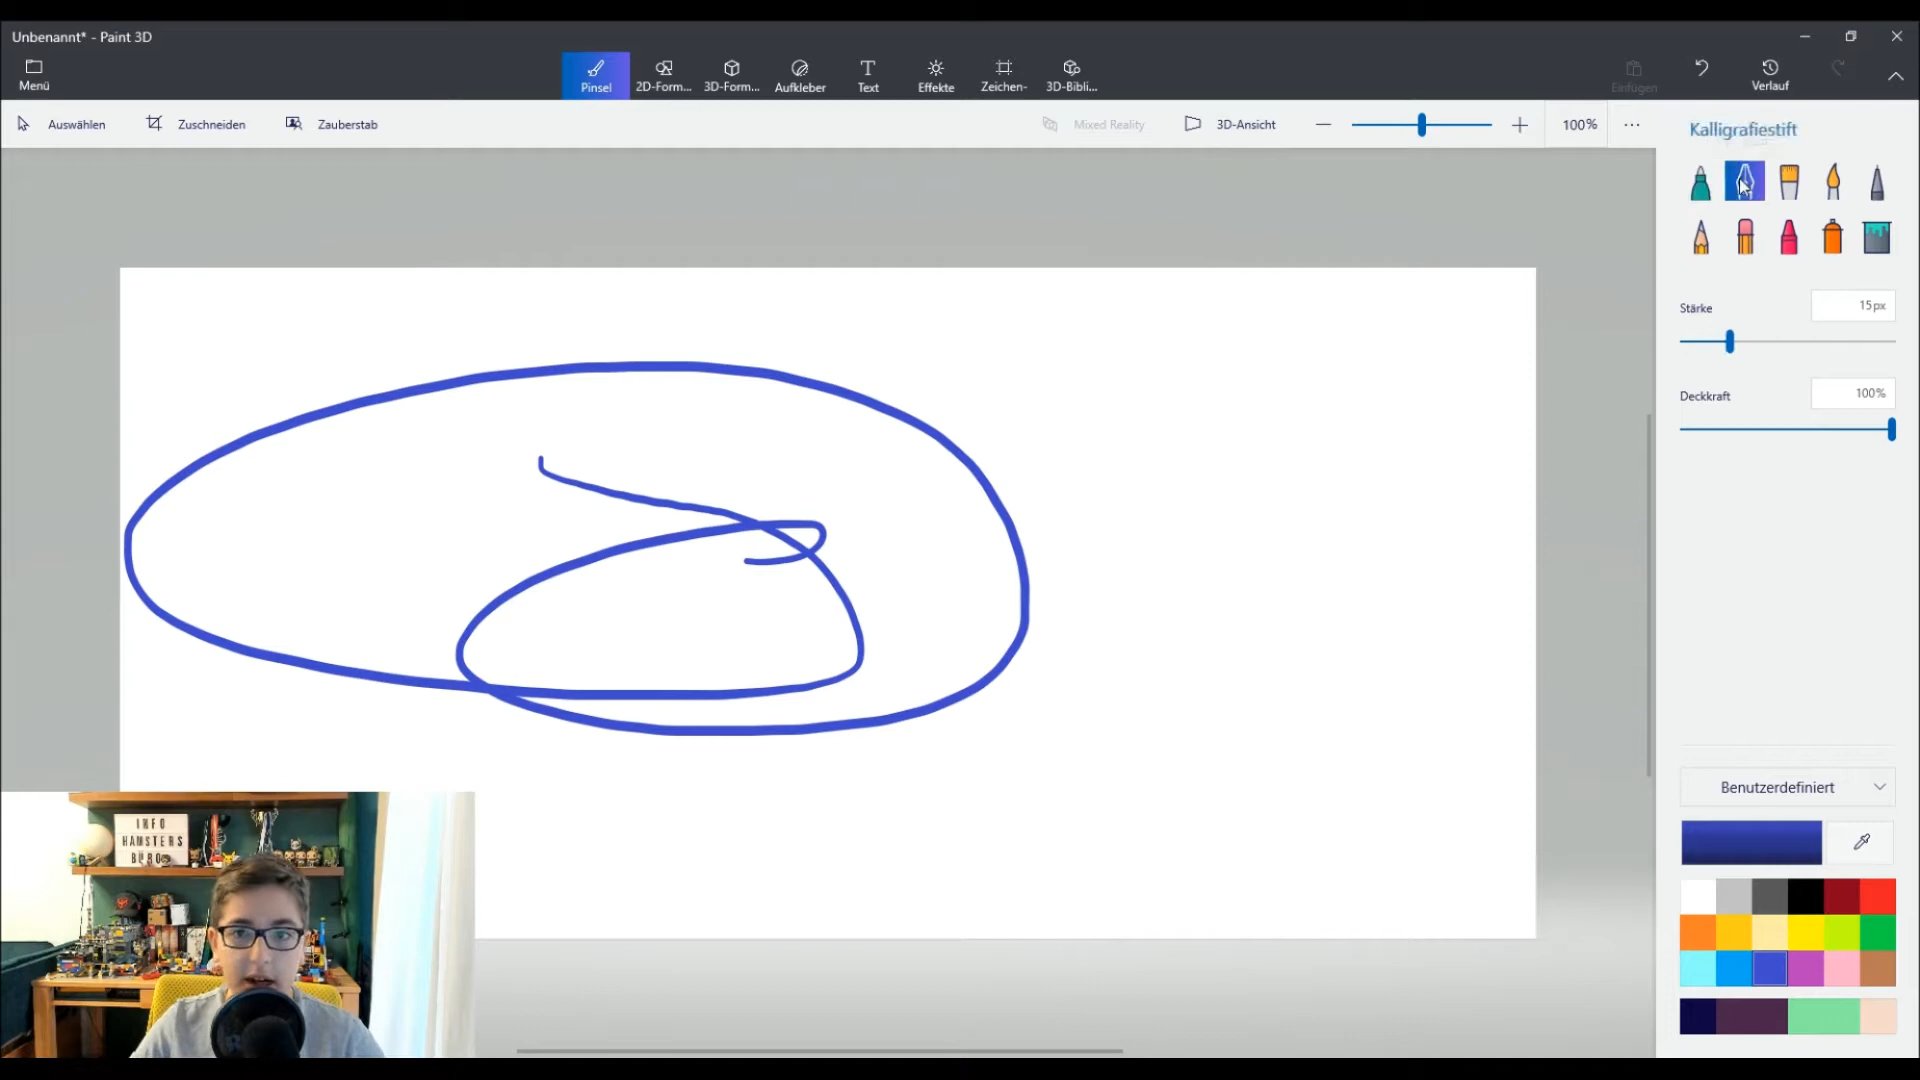 Unbenannt* - Paint 3D
Menü
Pinsel
2D-Form...
3D-Form...
Aufkleber
Text
Effekte
Zeichen-
3D-Bibli...
Einfügen
Verlauf
Auswählen
Zuschneiden
Zauberstab
Mixed Reality
3D-Ansicht
100%
Kalligrafiestift
Stärke
15px
Deckkraft
100%
Benutzerdefiniert
INFO
HAMSTERS
BÜRO